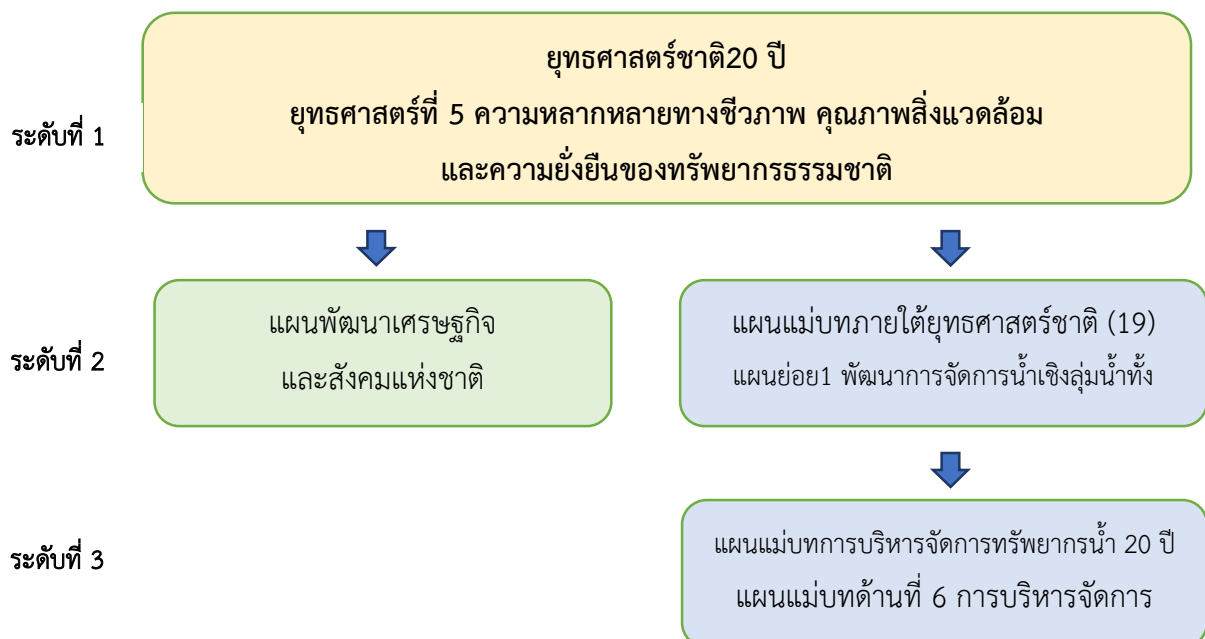 ยุทธศาสตร์ชาติ20 ปี
ระดับที่ 1
ยุทธศาสตร์ที่ 5 ความหลากหลายทางชีวภาพ คุณภาพสิ่งแวดล้อม
และความยั่งยืนของทรัพยากรธรรมชาติ
ระดับที่ 2
แผนพัฒนาเศรษฐกิจ
และสังคมแห่งชาติ
แผนแม่บทภายใต้ยุทธศาสตร์ชาติ (19)
แผนย่อย1 พัฒนาการจัดการน้ำเชิงลุ่มน้ำทั้ง
ระดับที่ 3
แผนแม่บทการบริหารจัดการทรัพยากรน้ำ 20 ปี
แผนแม่บทด้านที่ 6 การบริหารจัดการ